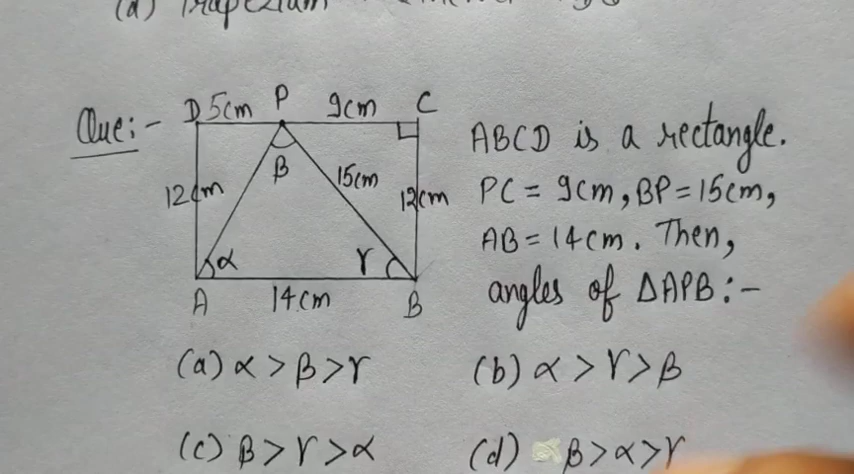 (d) Trapezium
Que:- D 5cm P 9cm C
ABCD is a rectangle.
β 15cm
12cm 12cm PC = 9cm, BP = 15cm,
AB = 14cm. Then,
α γ
angles of ΔAPB:-
A 14cm B
(a) α > β > γ (b) α > γ > β
(c) β > γ > α (d) β > α > γ